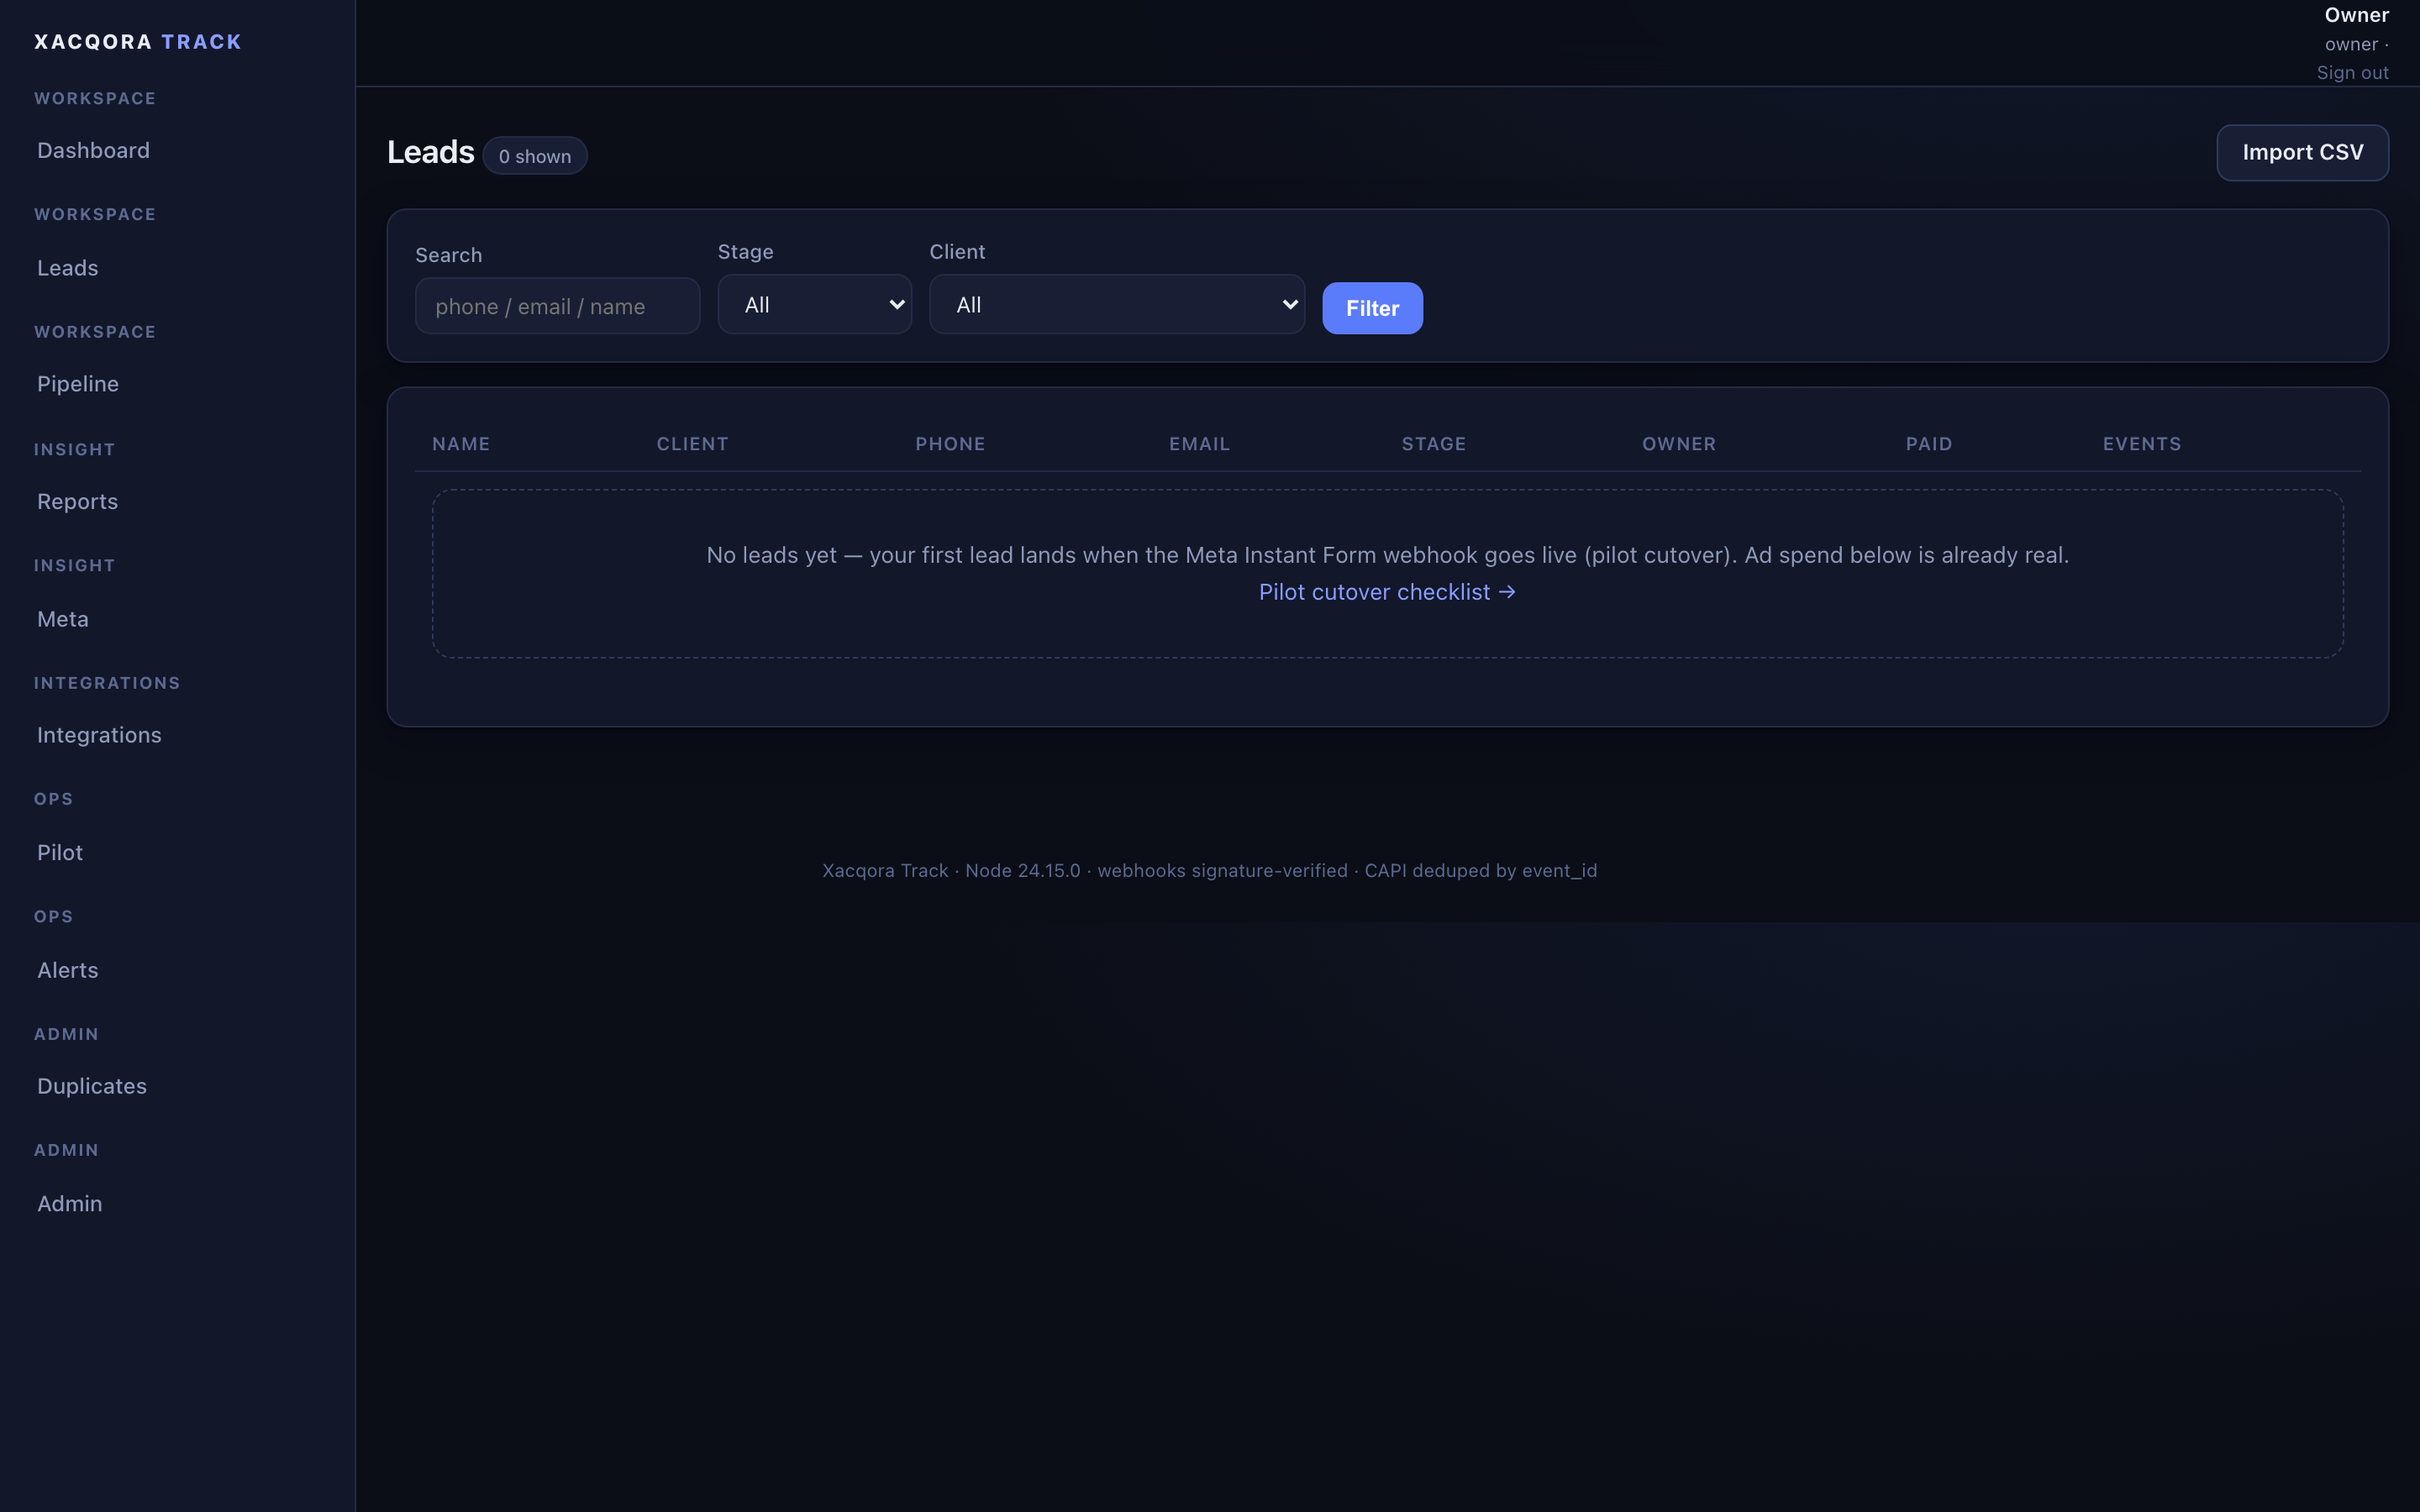 XACQORA TRACK
WORKSPACE
Dashboard
WORKSPACE
Leads
WORKSPACE
Pipeline
INSIGHT
Reports
INSIGHT
Meta
INTEGRATIONS
Integrations
OPS
Pilot
OPS
Alerts
ADMIN
Duplicates
ADMIN
Admin
Owner
owner ·
Sign out
Leads 0 shown
Import CSV
Search Stage Client
phone / email / name All All Filter
NAME CLIENT PHONE EMAIL STAGE OWNER PAID EVENTS
No leads yet — your first lead lands when the Meta Instant Form webhook goes live (pilot cutover). Ad spend below is already real.
Pilot cutover checklist →
Xacqora Track · Node 24.15.0 · webhooks signature-verified · CAPI deduped by event_id